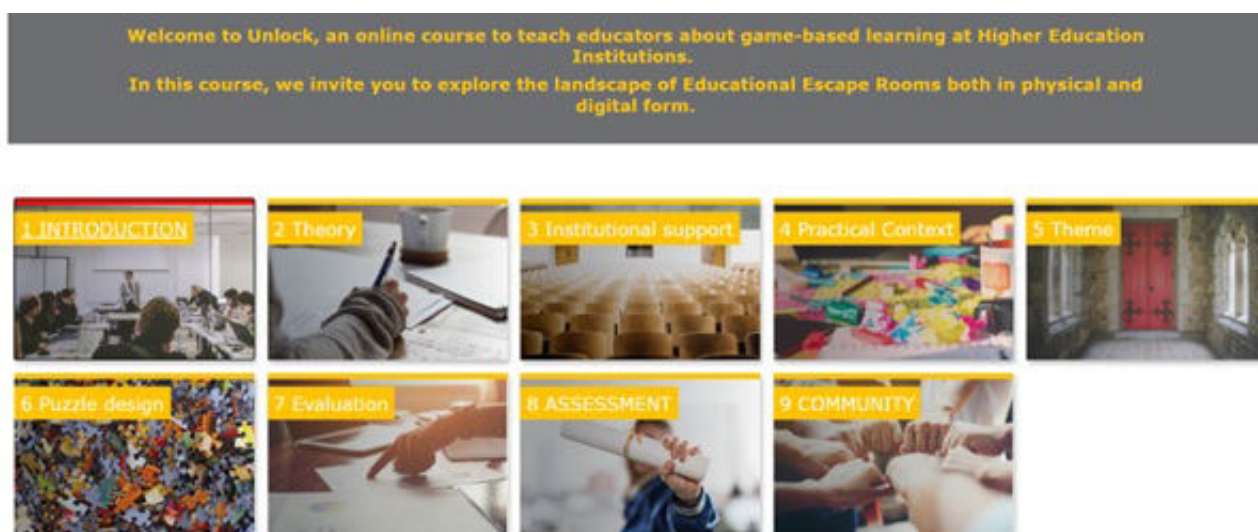 Welcome to Unlock, an online course to teach educators about game-based learning at Higher Education
Institutions.
In this course, we invite you to explore the landscape of Educational Escape Rooms both in physical and
digital form.
1 INTRODUCTION
2 Theory
3 Institutional support
4 Practical Context
5 Theme
6 Puzzle design
7 Evaluation
8 ASSESSMENT
9 COMMUNITY